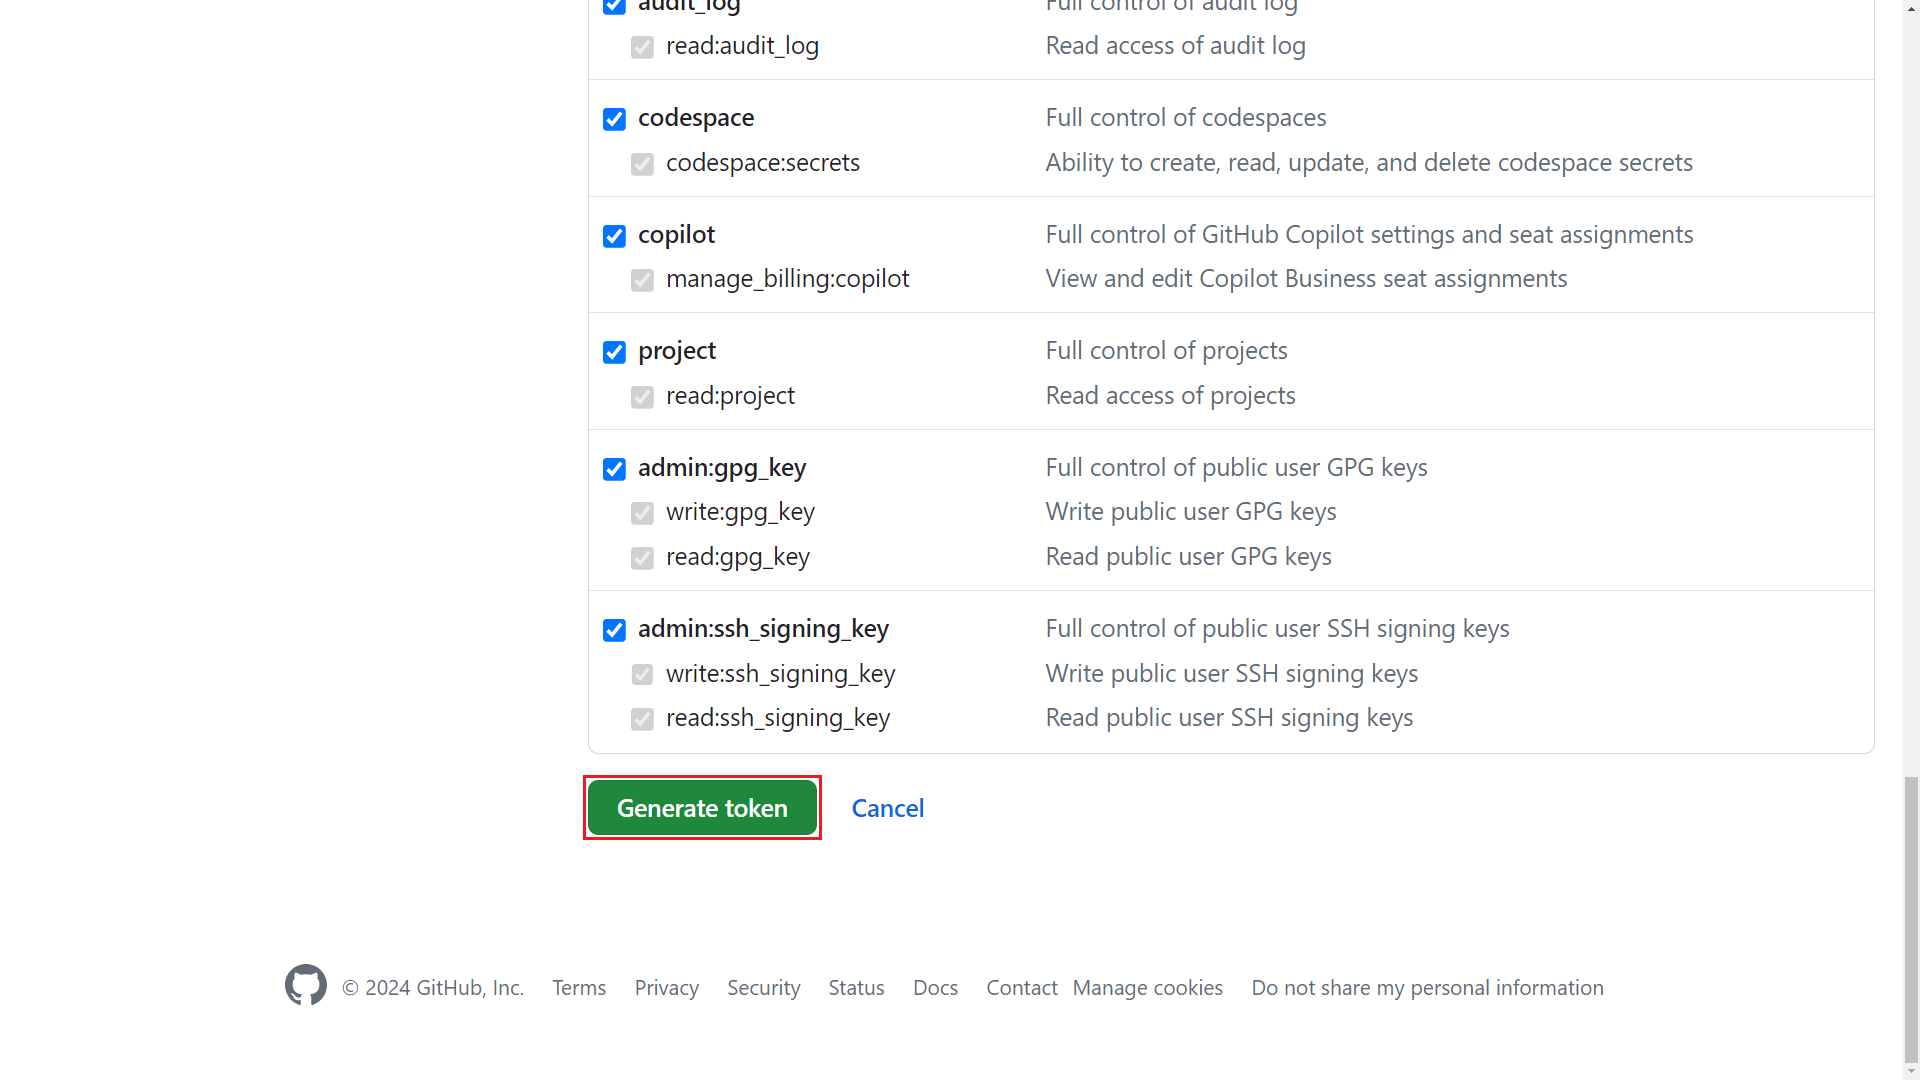 audit_log Full control of audit log
read:audit_log Read access of audit log
codespace Full control of codespaces
codespace:secrets Ability to create, read, update, and delete codespace secrets
copilot Full control of GitHub Copilot settings and seat assignments
manage_billing:copilot View and edit Copilot Business seat assignments
project Full control of projects
read:project Read access of projects
admin:gpg_key Full control of public user GPG keys
write:gpg_key Write public user GPG keys
read:gpg_key Read public user GPG keys
admin:ssh_signing_key Full control of public user SSH signing keys
write:ssh_signing_key Write public user SSH signing keys
read:ssh_signing_key Read public user SSH signing keys
Generate token Cancel
© 2024 GitHub, Inc. Terms Privacy Security Status Docs Contact Manage cookies Do not share my personal information